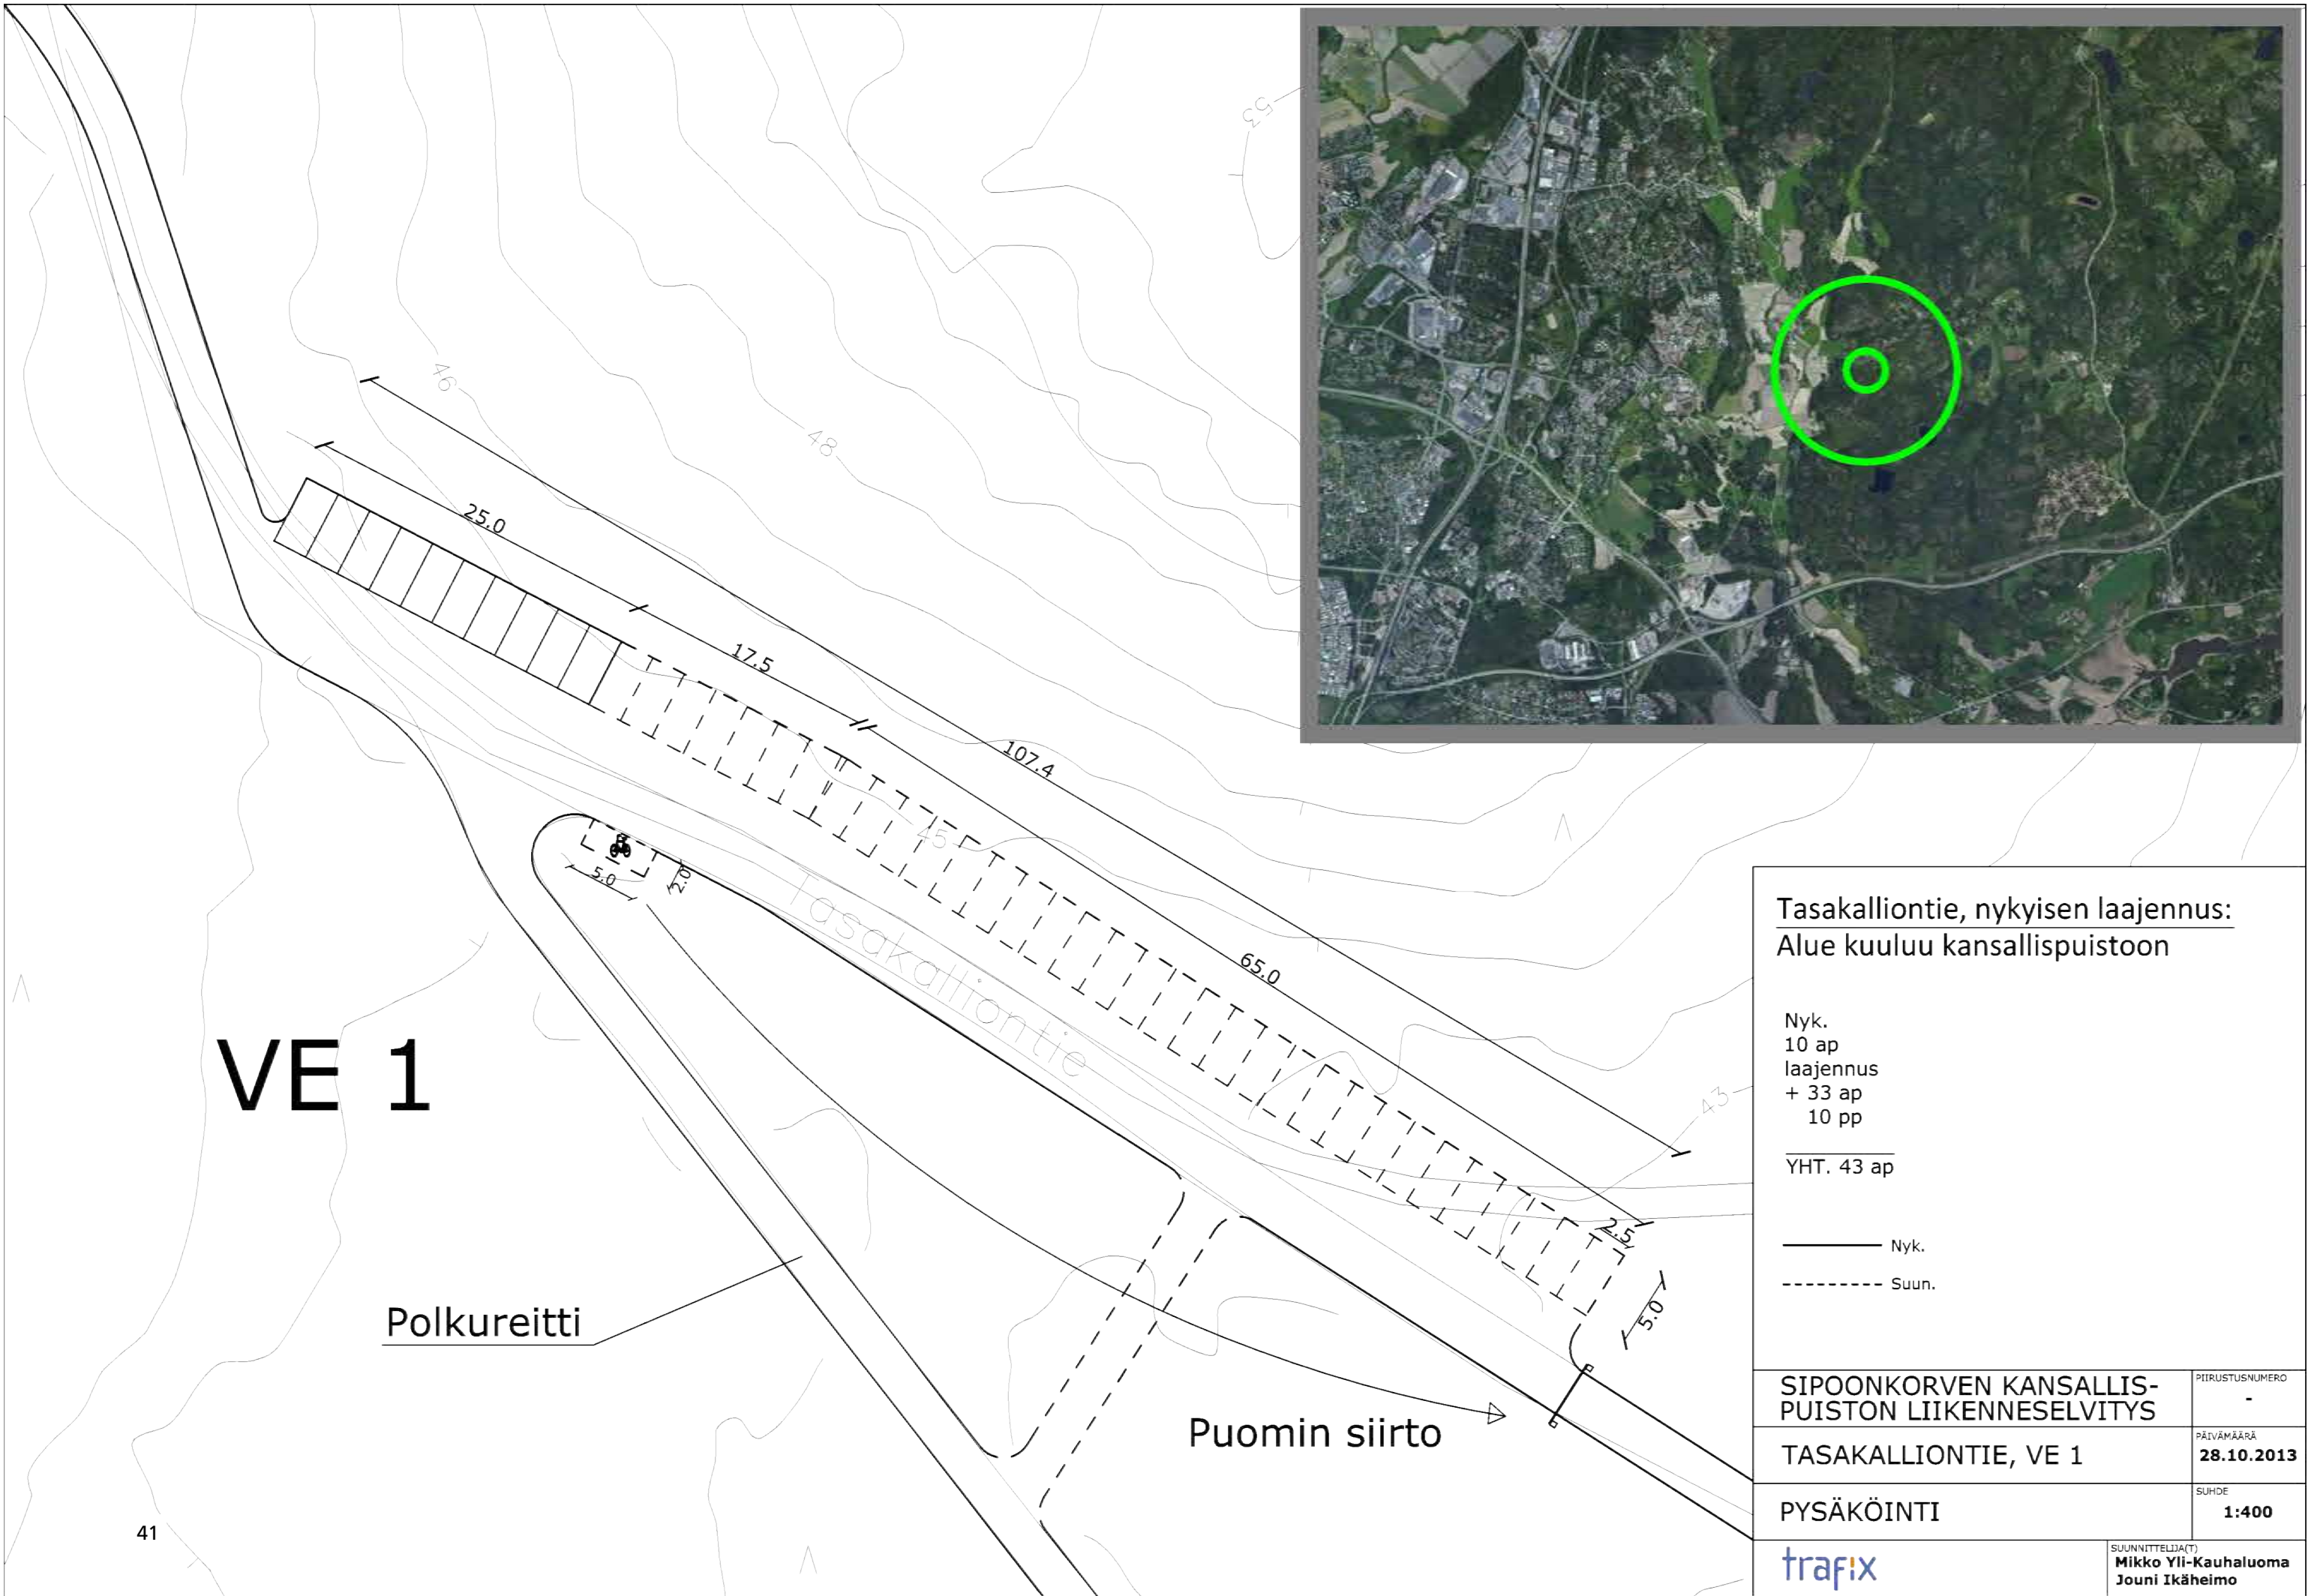 53
46
48
25.0
17.5
107.4
45
5.0
2.0
Tasakalliontie
65.0
43
2.5
5.0
VE 1
Polkureitti
Puomin siirto
41
Tasakalliontie, nykyisen laajennus:
Alue kuuluu kansallispuistoon
Nyk.
10 ap
laajennus
+ 33 ap
10 pp
YHT. 43 ap
Nyk.
Suun.
SIPOONKORVEN KANSALLIS-
PUISTON LIIKENNESELVITYS
PIIRUSTUSNUMERO
-
TASAKALLIONTIE, VE 1
PÄIVÄMÄÄRÄ
28.10.2013
PYSÄKÖINTI
SUHDE
1:400
trafix
SUUNNITTELIJA(T)
Mikko Yli-Kauhaluoma
Jouni Ikäheimo